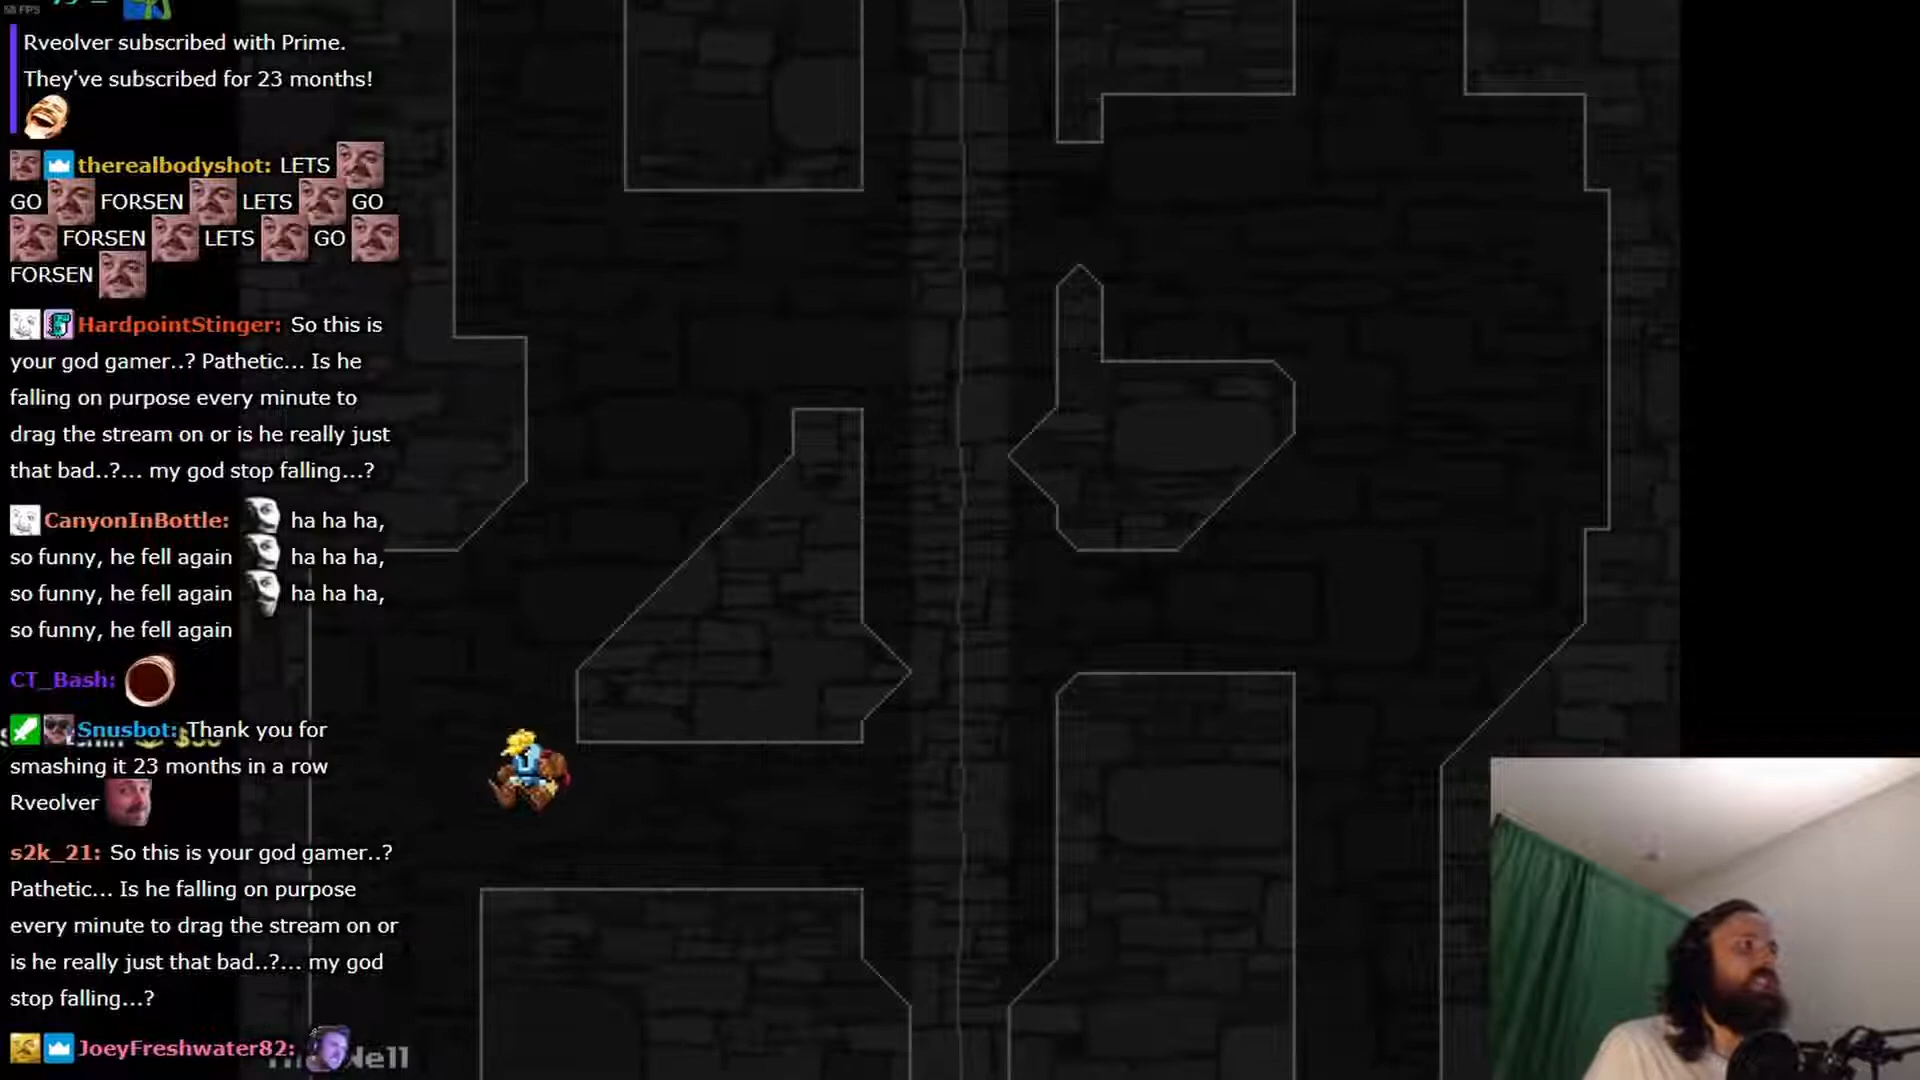 58 FPS
Rveolver subscribed with Prime.
They've subscribed for 23 months!
therealbodyshot: LETS
GO FORSEN LETS GO
FORSEN LETS GO
FORSEN
HardpointStinger: So this is
your god gamer..? Pathetic... Is he
falling on purpose every minute to
drag the stream on or is he really just
that bad..?... my god stop falling...?
CanyonInBottle: ha ha ha,
so funny, he fell again ha ha ha,
so funny, he fell again ha ha ha,
so funny, he fell again
CT_Bash:
Snusbot: Thank you for
smashing it 23 months in a row
Rveolver
s2k_21: So this is your god gamer..?
Pathetic... Is he falling on purpose
every minute to drag the stream on or
is he really just that bad..?... my god
stop falling...?
JoeyFreshwater82: